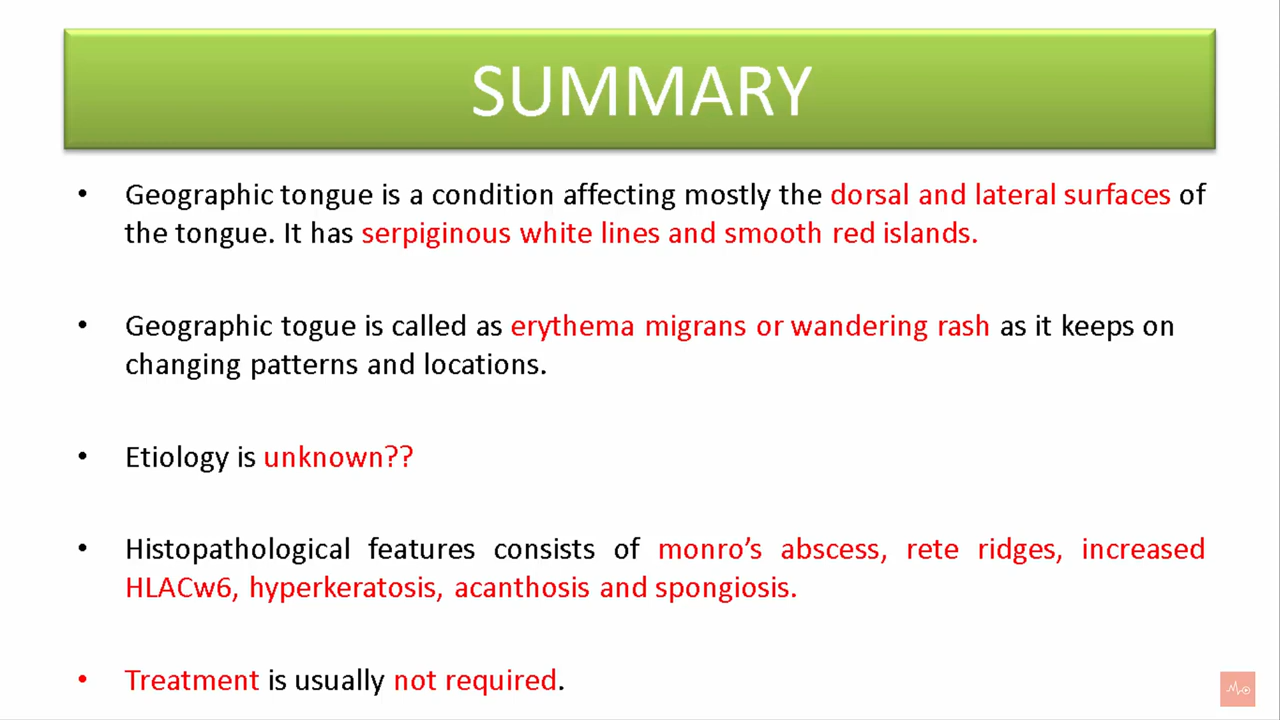 SUMMARY
• Geographic tongue is a condition affecting mostly the dorsal and lateral surfaces of
the tongue. It has serpiginous white lines and smooth red islands.
• Geographic togue is called as erythema migrans or wandering rash as it keeps on
changing patterns and locations.
• Etiology is unknown??
• Histopathological features consists of monro’s abscess, rete ridges, increased
HLACw6, hyperkeratosis, acanthosis and spongiosis.
• Treatment is usually not required.